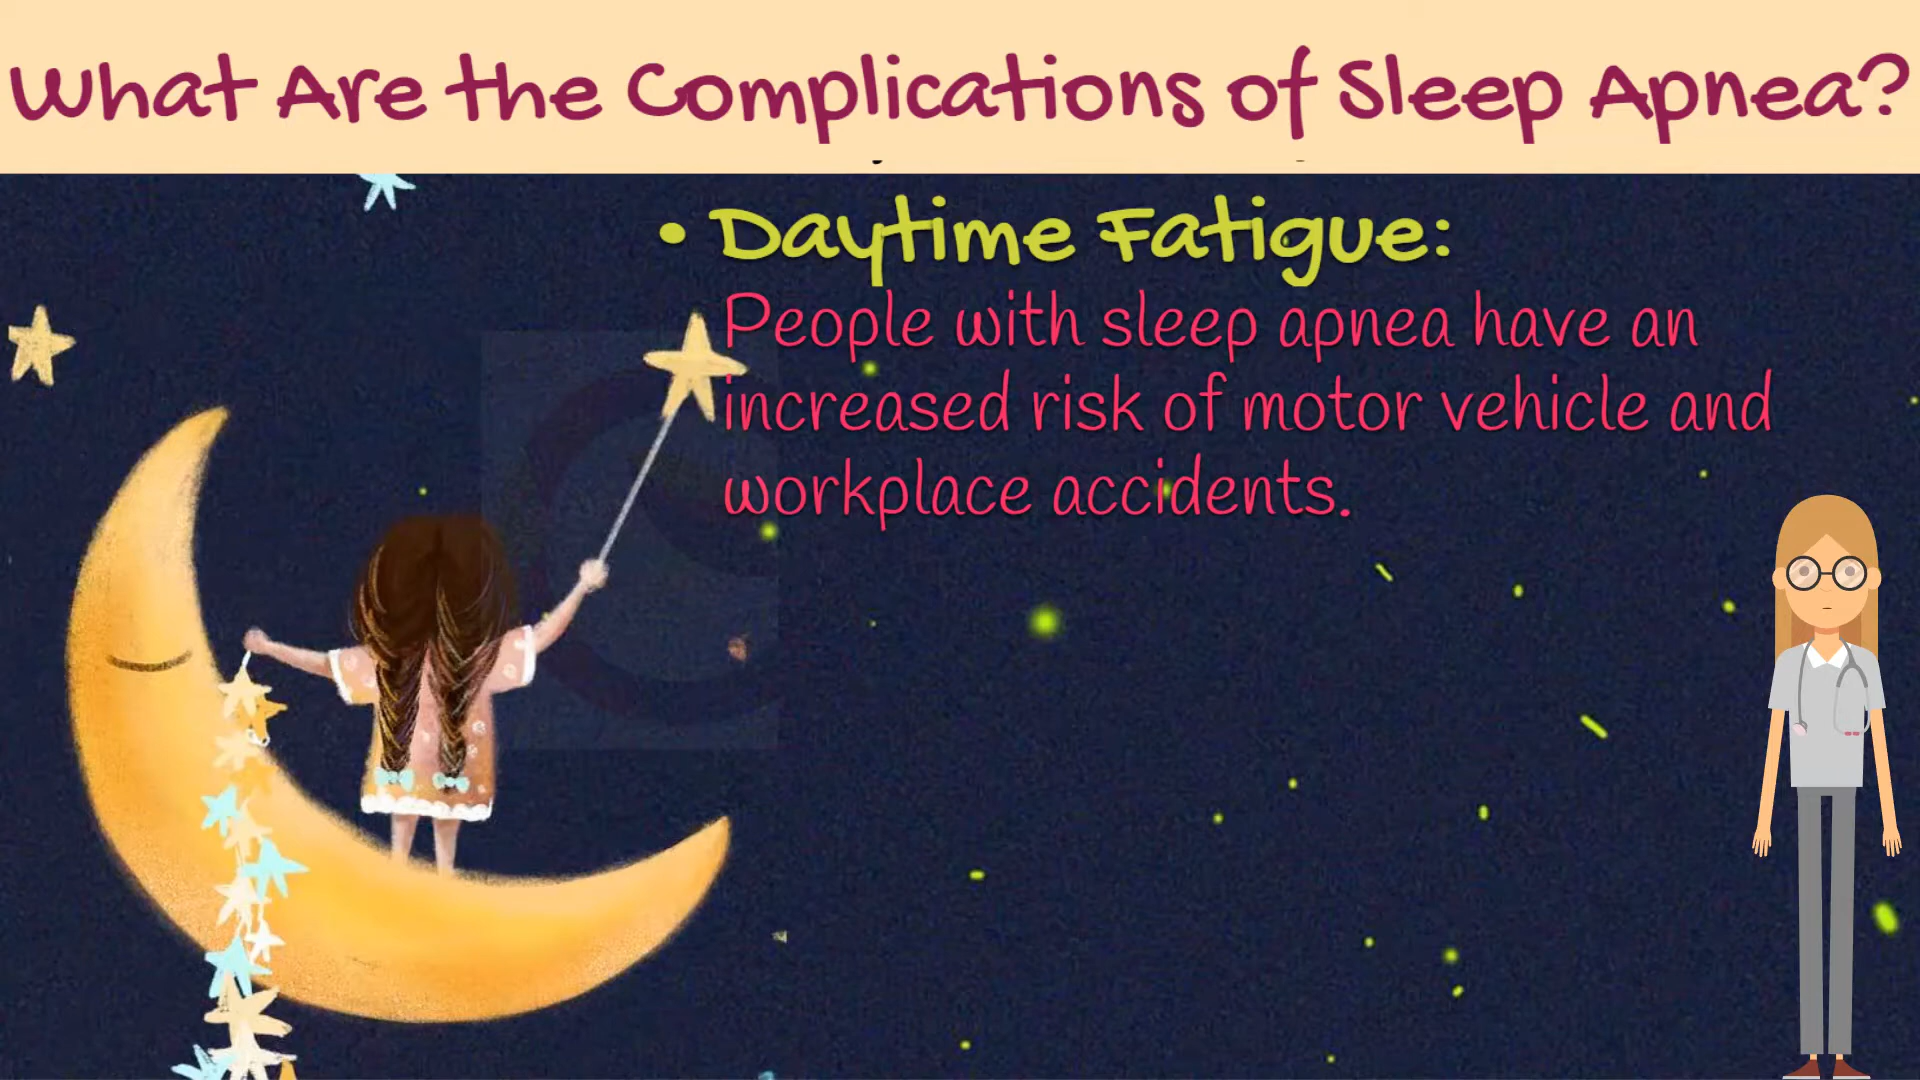 What Are the Complications of Sleep Apnea?
• Daytime Fatigue:
People with sleep apnea have an
increased risk of motor vehicle and
workplace accidents.